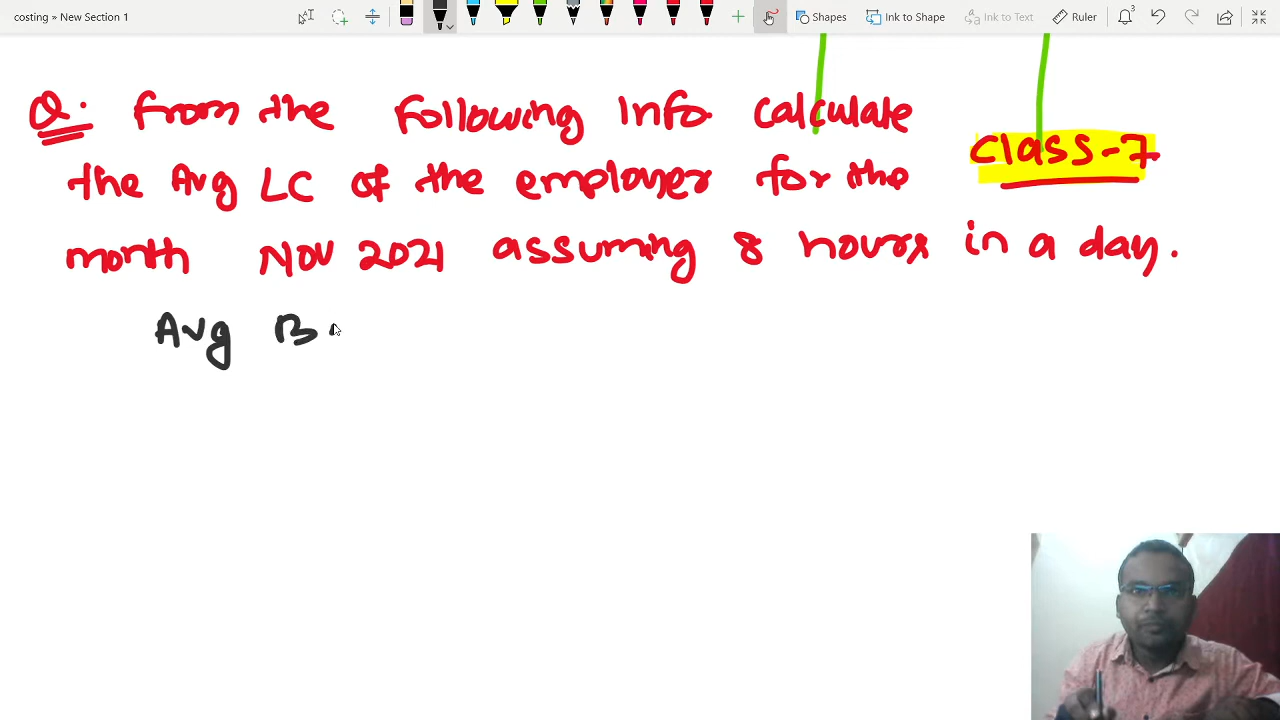 costing » New Section 1
Shapes
Ink to Shape
Ink to Text
Ruler
3
Q. From the Following Info Calculate
the Avg LC of the employer for the
Class-7
month Nov 2021 assuming 8 hours in a day.
Avg B